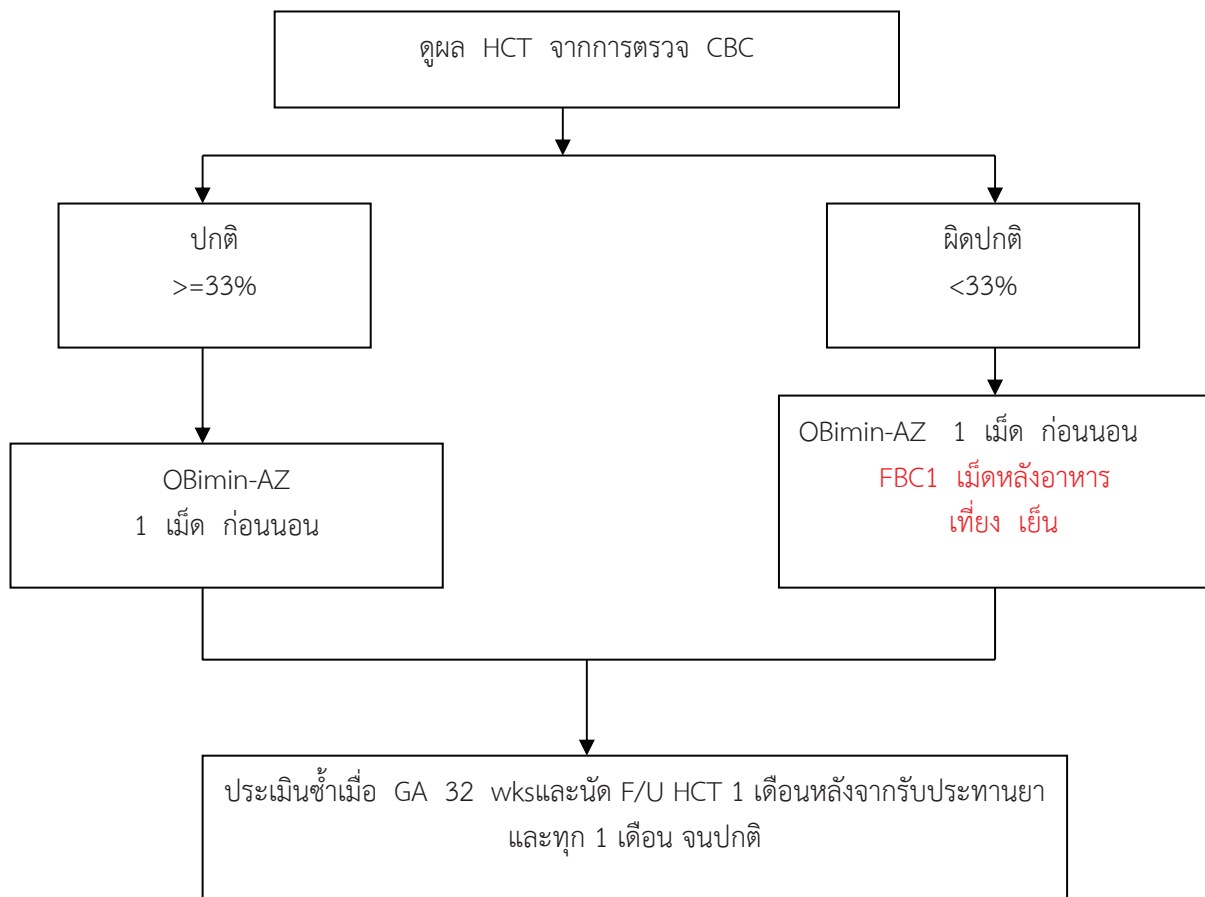 ดูผล HCT จากการตรวจ CBC
ปกติ
>=33%
ผิดปกติ
<33%
OBimin-AZ
1 เม็ด ก่อนนอน
OBimin-AZ 1 เม็ด ก่อนนอน
FBC1 เม็ดหลังอาหาร
เที่ยง เย็น
ประเมินซ้ำเมื่อ GA 32 wksและนัด F/U HCT 1 เดือนหลังจากรับประทานยา
และทุก 1 เดือน จนปกติ